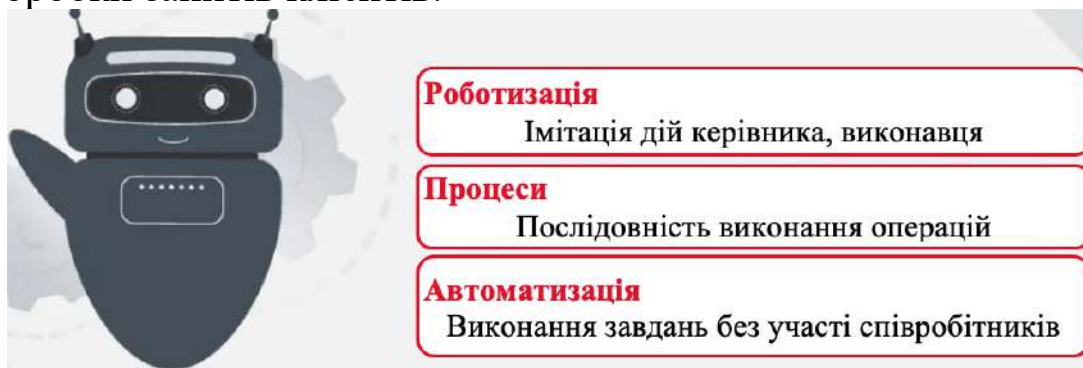 Роботизація
Імітація дій керівника, виконавця
Процеси
Послідовність виконання операцій
Автоматизація
Виконання завдань без участі співробітників